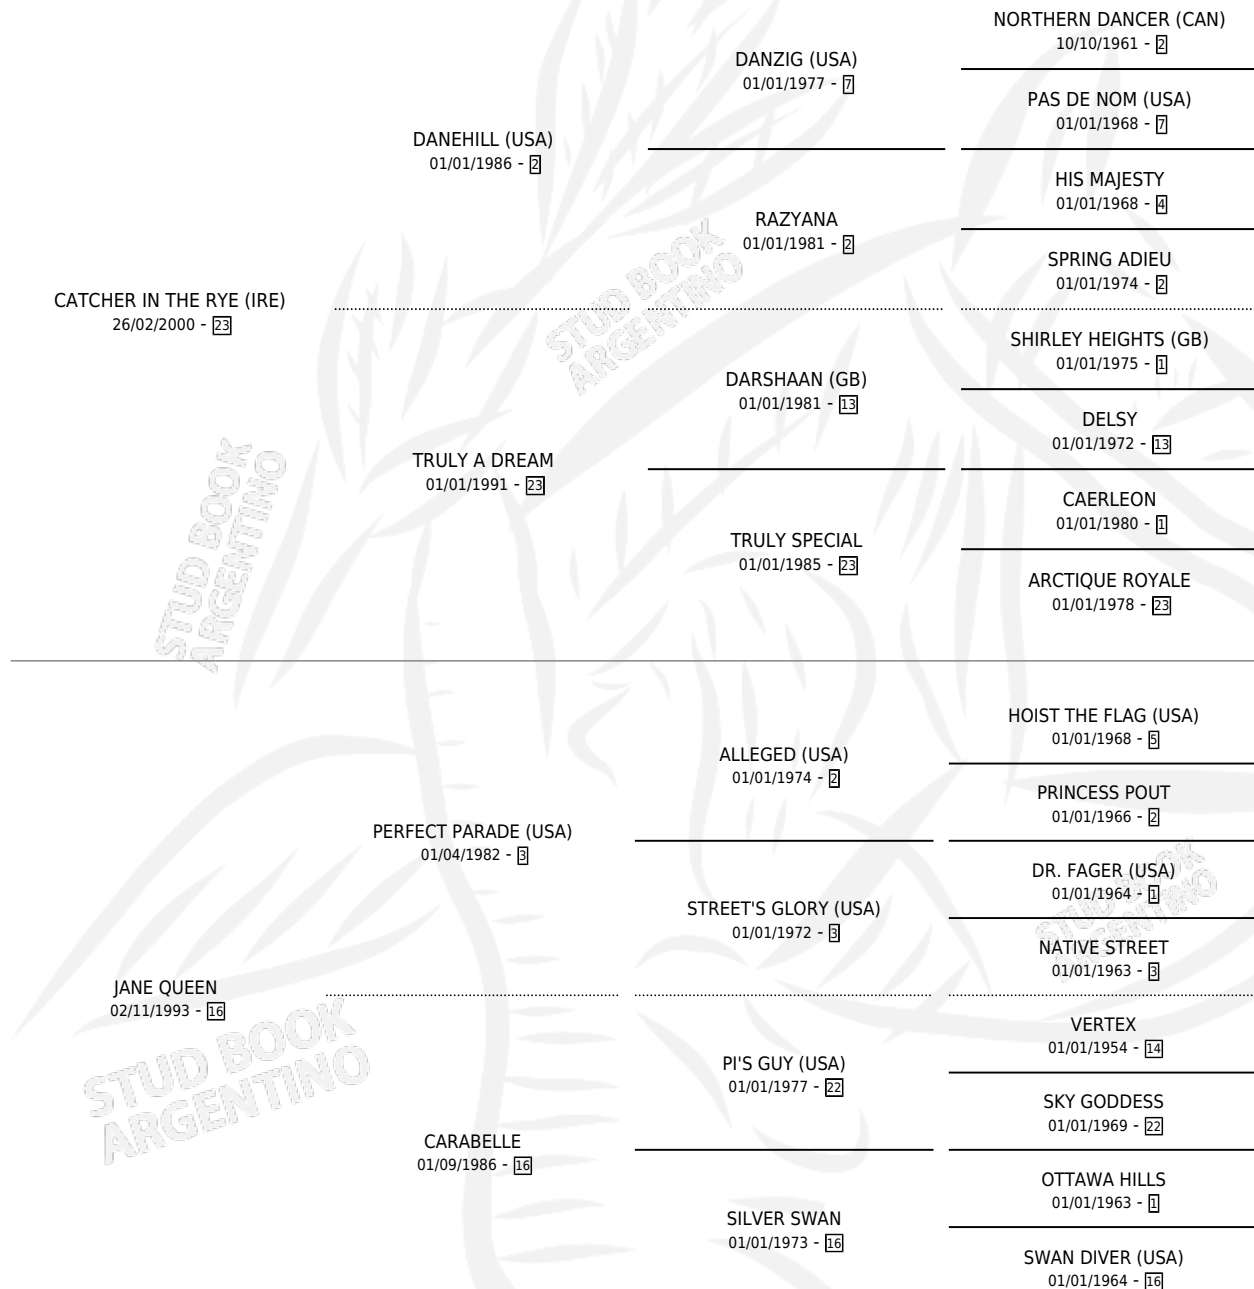 NORTHERN DANCER (CAN)
10/10/1961 - 2
DANZIG (USA)
01/01/1977 - 7
PAS DE NOM (USA)
01/01/1968 - 7
DANEHILL (USA)
01/01/1986 - 2
HIS MAJESTY
01/01/1968 - 4
RAZYANA
01/01/1981 - 2
SPRING ADIEU
01/01/1974 - 2
CATCHER IN THE RYE (IRE)
26/02/2000 - 23
SHIRLEY HEIGHTS (GB)
01/01/1975 - 1
DARSHAAN (GB)
01/01/1981 - 13
DELSY
01/01/1972 - 13
TRULY A DREAM
01/01/1991 - 23
CAERLEON
01/01/1980 - 1
TRULY SPECIAL
01/01/1985 - 23
ARCTIQUE ROYALE
01/01/1978 - 23
HOIST THE FLAG (USA)
01/01/1968 - 5
ALLEGED (USA)
01/01/1974 - 2
PRINCESS POUT
01/01/1966 - 2
PERFECT PARADE (USA)
01/04/1982 - 3
DR. FAGER (USA)
01/01/1964 - 1
STREET'S GLORY (USA)
01/01/1972 - 3
NATIVE STREET
01/01/1963 - 3
JANE QUEEN
02/11/1993 - 16
VERTEX
01/01/1954 - 14
PI'S GUY (USA)
01/01/1977 - 22
SKY GODDESS
01/01/1969 - 22
CARABELLE
01/09/1986 - 16
OTTAWA HILLS
01/01/1963 - 1
SILVER SWAN
01/01/1973 - 16
SWAN DIVER (USA)
01/01/1964 - 16
STUD BOOK
ARGENTINO
STUD BOOK
ARGENTINO
STUD BOOK
ARGENTINO
STUD BOOK
ARGENTINO